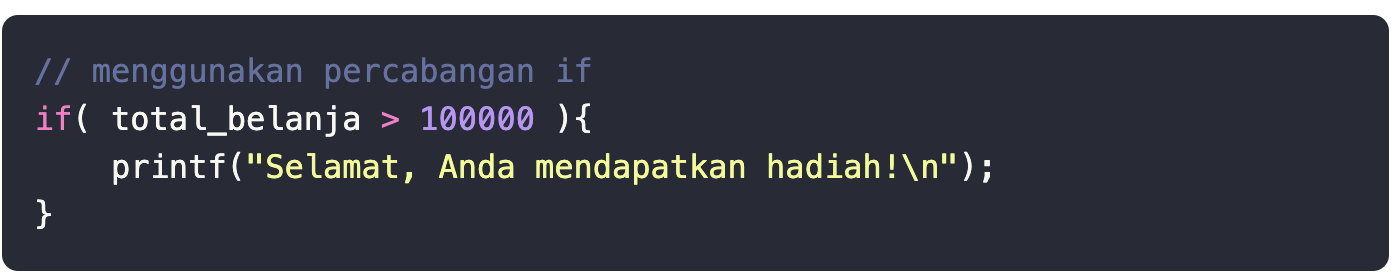 // menggunakan percabangan if
if( total_belanja > 100000 ){
    printf("Selamat, Anda mendapatkan hadiah!\n");
}